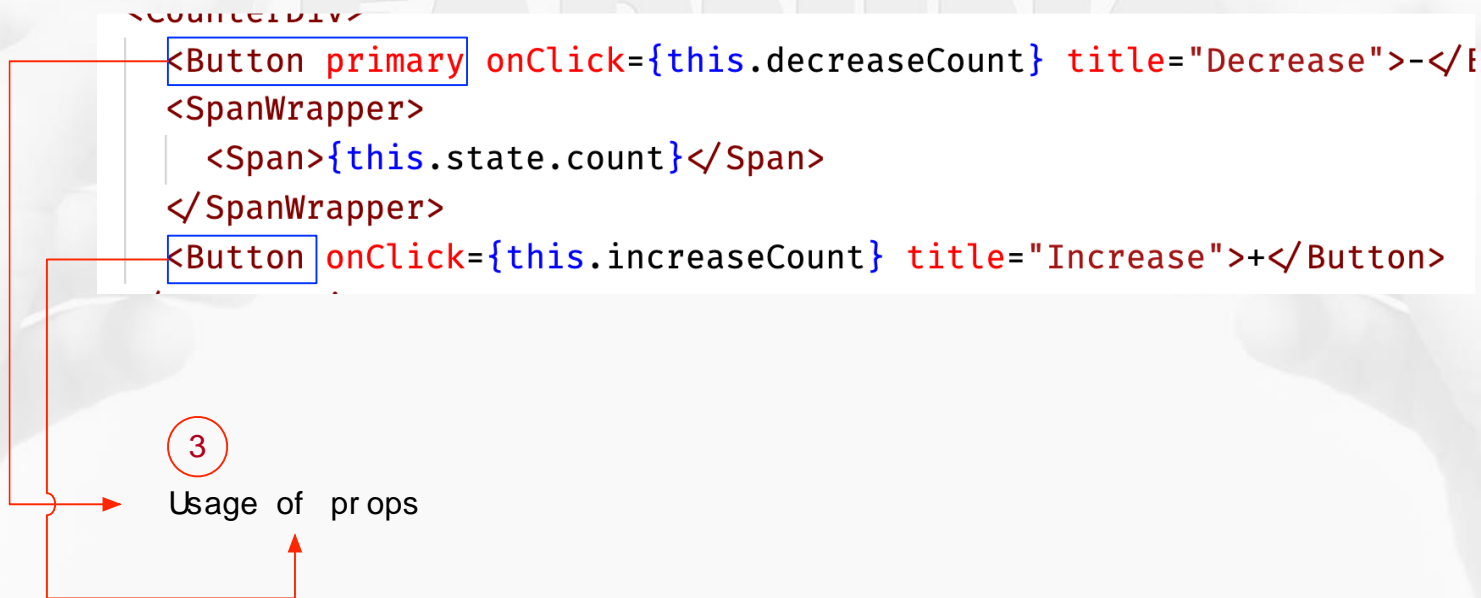 <CounterDiv>
<Button primary onClick={this.decreaseCount} title="Decrease">-</
<SpanWrapper>
<Span>{this.state.count}</Span>
</SpanWrapper>
<Button onClick={this.increaseCount} title="Increase">+</Button>
3
Usage of props